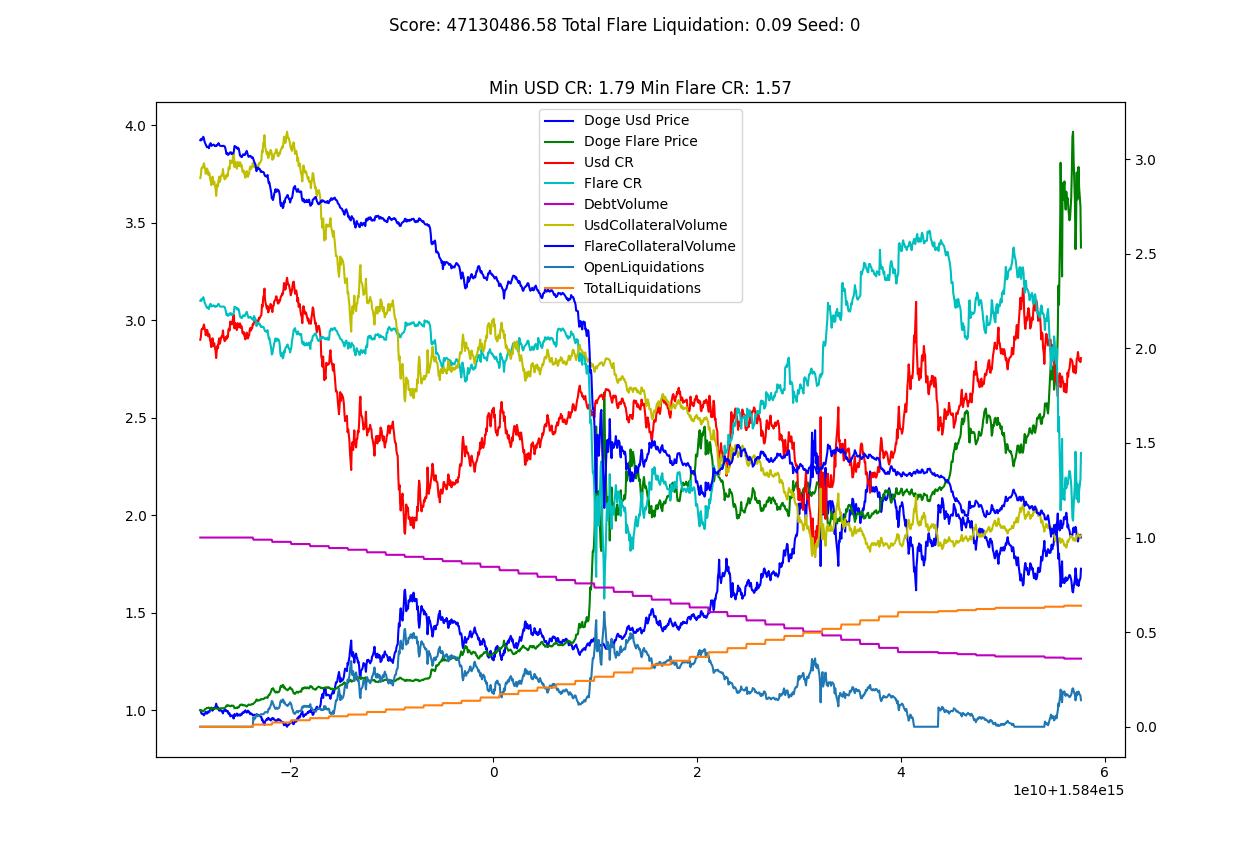 Score: 47130486.58 Total Flare Liquidation: 0.09 Seed: 0
Min USD CR: 1.79 Min Flare CR: 1.57
Doge Usd Price
Doge Flare Price
Usd CR
Flare CR
DebtVolume
UsdCollateralVolume
FlareCollateralVolume
OpenLiquidations
TotalLiquidations
4.0
3.5
3.0
2.5
2.0
1.5
1.0
3.0
2.5
2.0
1.5
1.0
0.5
0.0
−2
0
2
4
6
1e10+1.584e15